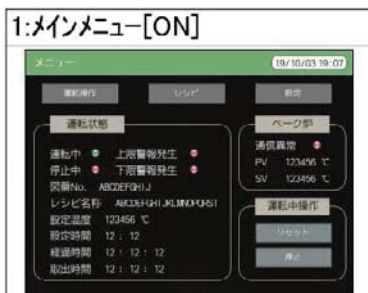 1:メインメニュー[ON]
メニュー 19/10/03 19:07
運転操作 レシピ 設定
運転状態
運転中 上限警報発生
停止中 下限警報発生
図番No. ABCDEFGHIJ
レシピ名称 ABCDEFGHIJKLMNOPQRST
設定温度 123456 ℃
設定時間 12 : 12
経過時間 12 : 12 : 12
取出時間 12 : 12 : 12
ベーク炉
通信異常
PV 123456 ℃
SV 123456 ℃
運転中操作
リセット
停止